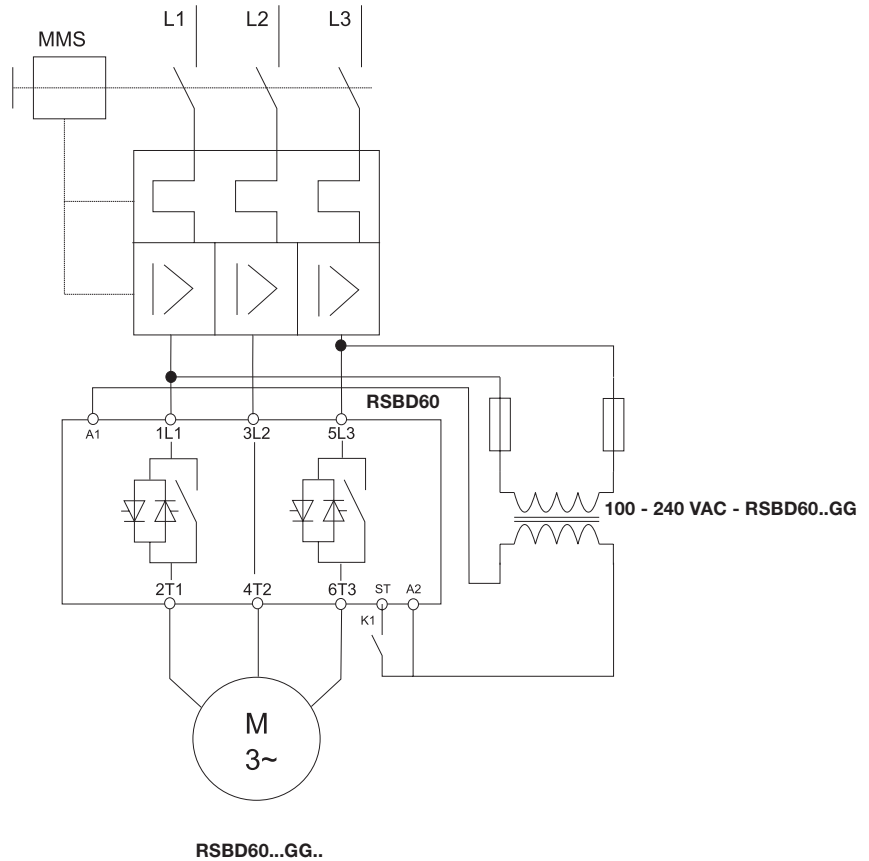 L1 L2 L3
MMS
RSBD60
A1 1L1 3L2 5L3
100 - 240 VAC - RSBD60..GG
2T1 4T2 6T3 ST A2
K1
M
3~
RSBD60...GG..